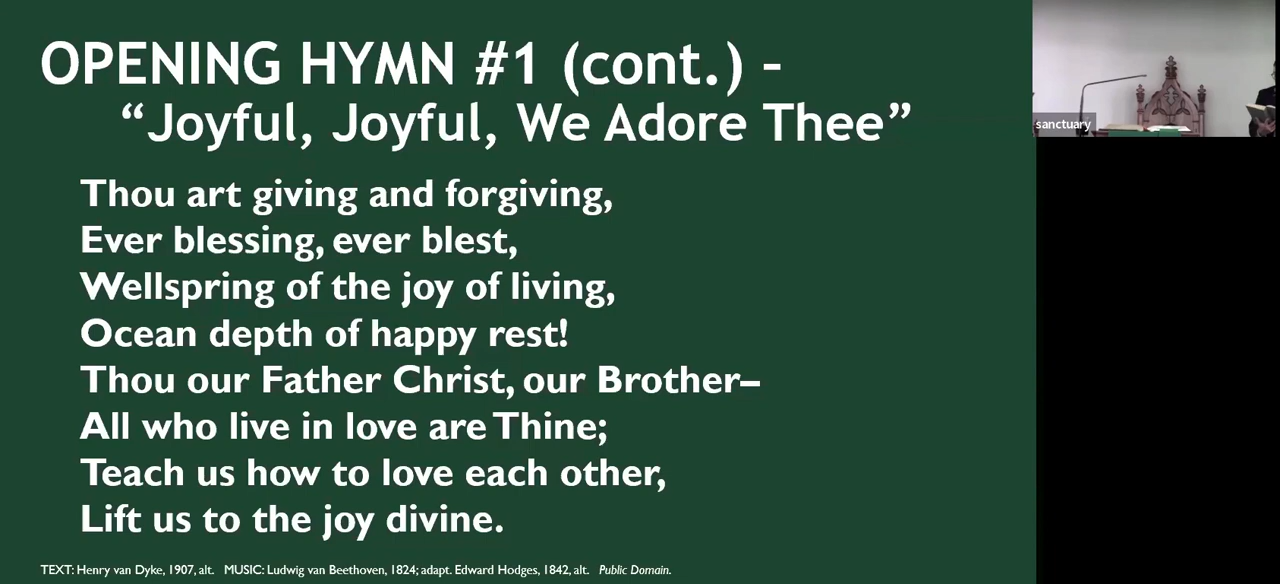 OPENING HYMN #1 (cont.) –
“Joyful, Joyful, We Adore Thee”
Thou art giving and forgiving,
Ever blessing, ever blest,
Wellspring of the joy of living,
Ocean depth of happy rest!
Thou our Father Christ, our Brother–
All who live in love are Thine;
Teach us how to love each other,
Lift us to the joy divine.
TEXT: Henry van Dyke, 1907, alt. MUSIC: Ludwig van Beethoven, 1824; adapt. Edward Hodges, 1842, alt. Public Domain.
sanctuary